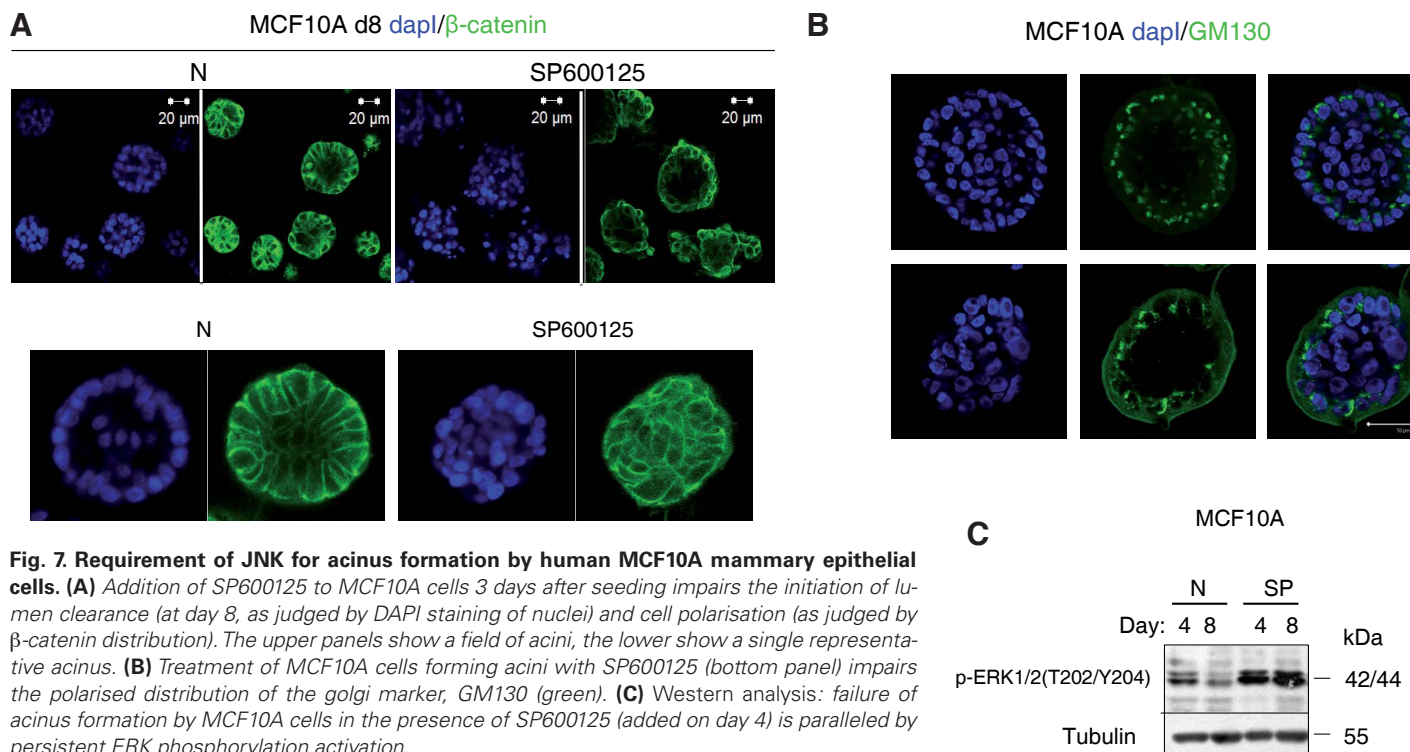 A
MCF10A d8 dapI/β-catenin
N
SP600125
20 µm
20 µm
20 µm
20 µm
N
SP600125
B
MCF10A dapI/GM130
C
MCF10A
N SP
Day: 4 8 4 8 kDa
p-ERK1/2(T202/Y204) 42/44
Tubulin 55
Fig. 7. Requirement of JNK for acinus formation by human MCF10A mammary epithelial
cells. (A) Addition of SP600125 to MCF10A cells 3 days after seeding impairs the initiation of lu-
men clearance (at day 8, as judged by DAPI staining of nuclei) and cell polarisation (as judged by
β-catenin distribution). The upper panels show a field of acini, the lower show a single representa-
tive acinus. (B) Treatment of MCF10A cells forming acini with SP600125 (bottom panel) impairs
the polarised distribution of the golgi marker, GM130 (green). (C) Western analysis: failure of
acinus formation by MCF10A cells in the presence of SP600125 (added on day 4) is paralleled by
persistent ERK phosphorylation activation.